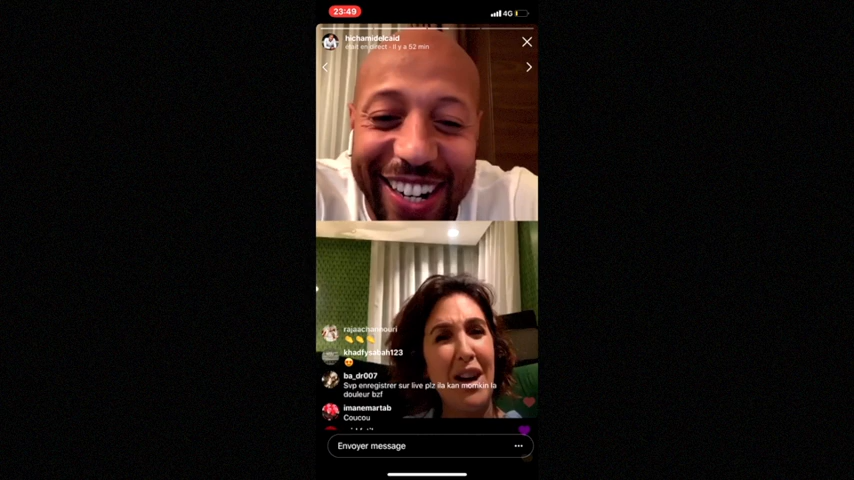 23:49
4G
hichamidelcaid
était en direct · Il y a 52 min
rajaachannouri
khadfysabah123
ba_dr007
Svp enregistrer sur live plz ila kan momkin la
douleur bzf
imanemartab
Coucou
Envoyer message